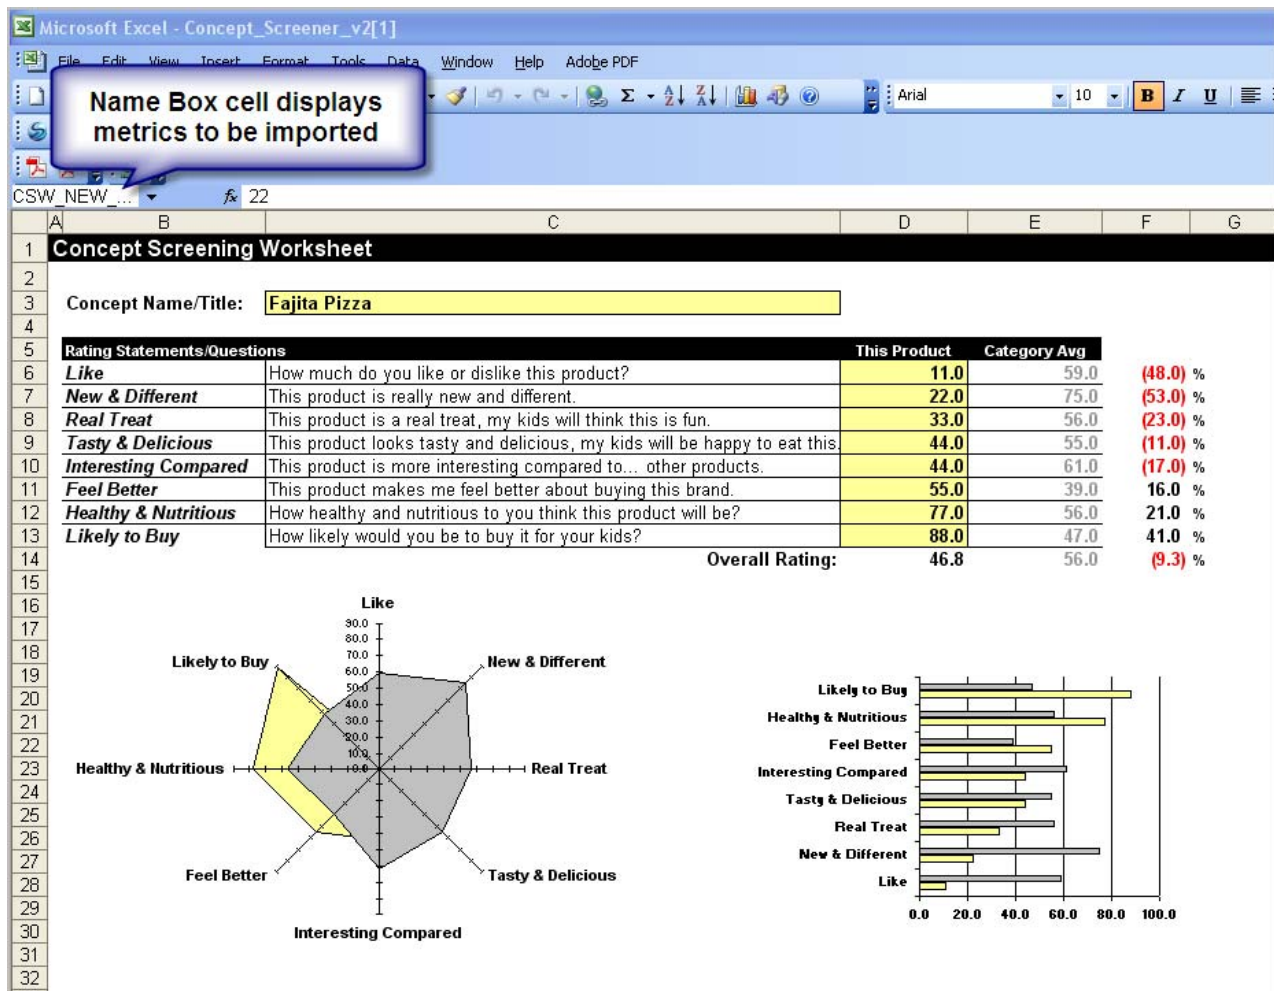 Microsoft Excel - Concept_Screener_v2[1]
File Edit View Insert Format Tools Data Window Help Adobe PDF
Name Box cell displays
metrics to be imported
Arial 10 B I U
CSW_NEW_... fx 22
A B C D E F G
1 Concept Screening Worksheet
2
3 Concept Name/Title: Fajita Pizza
4
5 Rating Statements/Questions This Product Category Avg
6 Like How much do you like or dislike this product? 11.0 59.0 (48.0) %
7 New & Different This product is really new and different. 22.0 75.0 (53.0) %
8 Real Treat This product is a real treat, my kids will think this is fun. 33.0 56.0 (23.0) %
9 Tasty & Delicious This product looks tasty and delicious, my kids will be happy to eat this. 44.0 55.0 (11.0) %
10 Interesting Compared This product is more interesting compared to... other products. 44.0 61.0 (17.0) %
11 Feel Better This product makes me feel better about buying this brand. 55.0 39.0 16.0 %
12 Healthy & Nutritious How healthy and nutritious to you think this product will be? 77.0 56.0 21.0 %
13 Likely to Buy How likely would you be to buy it for your kids? 88.0 47.0 41.0 %
14 Overall Rating: 46.8 56.0 (9.3) %
15
16
17
18
19
20
21
22
23
24
25
26
27
28
29
30
31
32
Like
90.0
80.0
70.0
60.0
50.0
40.0
30.0
20.0
10.0
0.0
New & Different
Real Treat
Tasty & Delicious
Interesting Compared
Feel Better
Healthy & Nutritious
Likely to Buy
Likely to Buy
Healthy & Nutritious
Feel Better
Interesting Compared
Tasty & Delicious
Real Treat
New & Different
Like
0.0 20.0 40.0 60.0 80.0 100.0